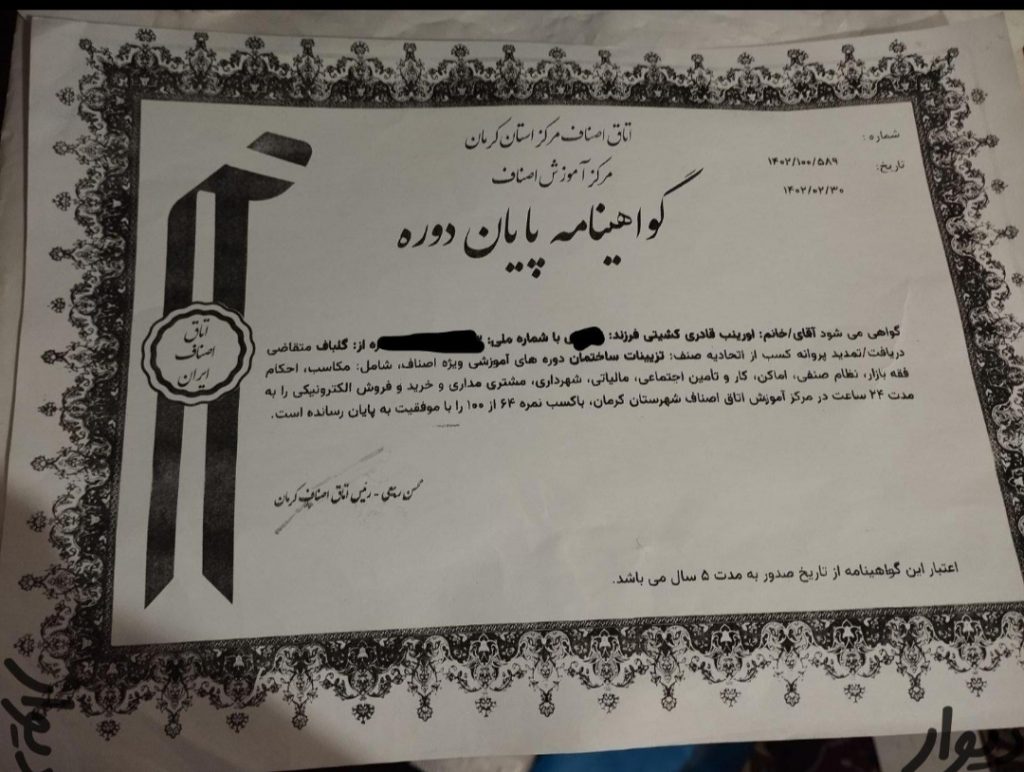 اتاق اصناف مرکز استان کرمان
مرکز آموزش اصناف
گواهینامه پایان دوره
شماره:
۱۴۰۲/۱۰۰/۵۸۹
تاریخ:
۱۴۰۲/۰۲/۳۰
اتاق
اصناف
ایران
گواهی می شود آقای/خانم: اورینب قادری کشیتی فرزند: با شماره ملی: از: گلباف متقاضی
دریافت/تمدید پروانه کسب از اتحادیه صنف: تزیینات ساختمان دوره های آموزشی ویژه اصناف، شامل: مکاسب، احکام
فقه بازار، نظام صنفی، اماکن، کار و تأمین اجتماعی، مالیاتی، شهرداری، مشتری مداری و خرید و فروش الکترونیکی را به
مدت ۲۴ ساعت در مرکز آموزش اتاق اصناف شهرستان کرمان، باکسب نمره ۶۴ از ۱۰۰ را با موفقیت به پایان رسانده است.
رئیس اتاق اصناف کرمان
اعتبار این گواهینامه از تاریخ صدور به مدت ۵ سال می باشد.
دیوار
دیوار